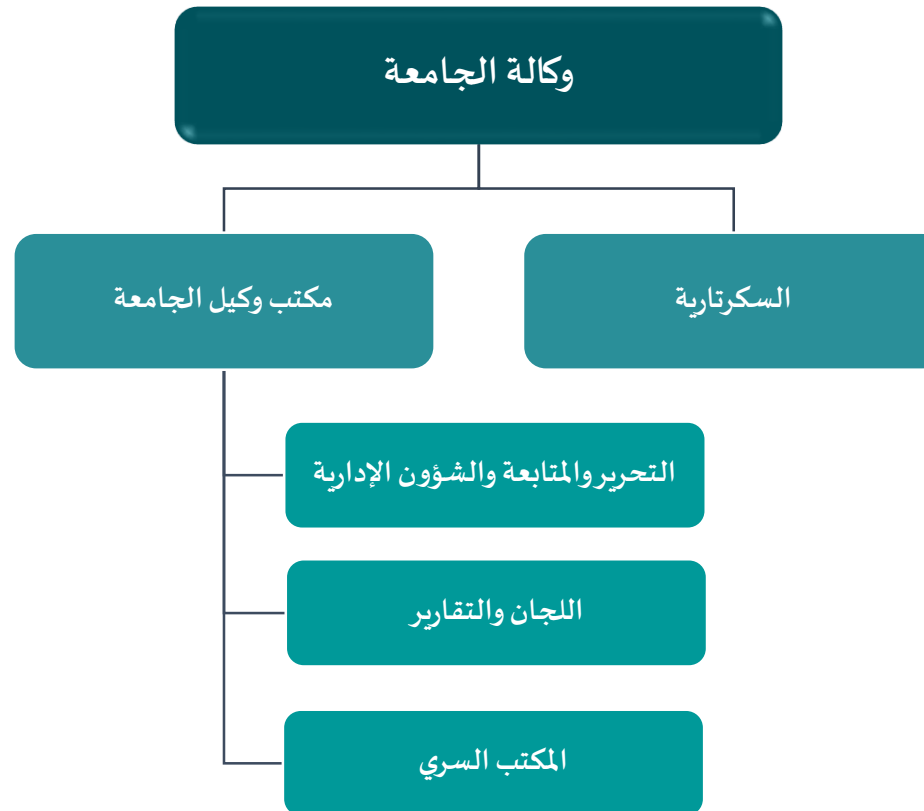 وكالة الجامعة
السكرتارية
مكتب وكيل الجامعة
التحرير والمتابعة والشؤون الإدارية
اللجان والتقارير
المكتب السري